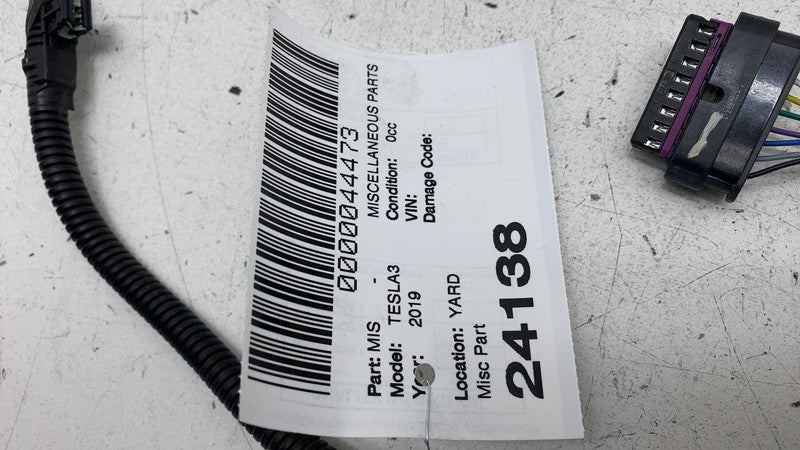 0000044473
Part: MIS - MISCELLANEOUS PARTS
Model: TESLA3 Condition: 0cc
Year: 2019 VIN:
Damage Code:
Location: YARD
Misc Part
24138